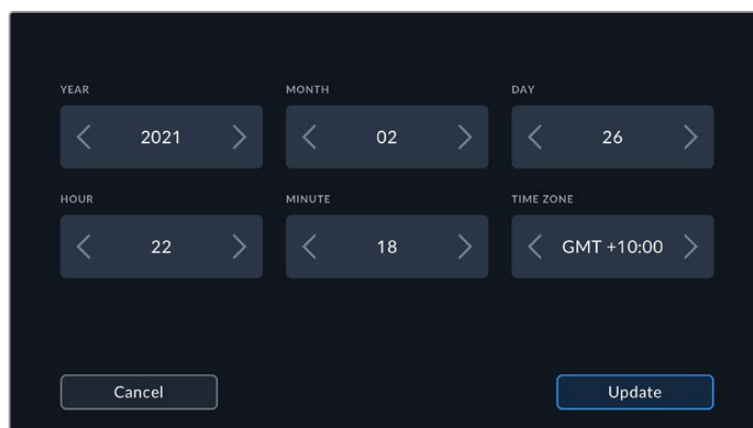 YEAR MONTH DAY
2021 02 26
HOUR MINUTE TIME ZONE
22 18 GMT +10:00
Cancel Update